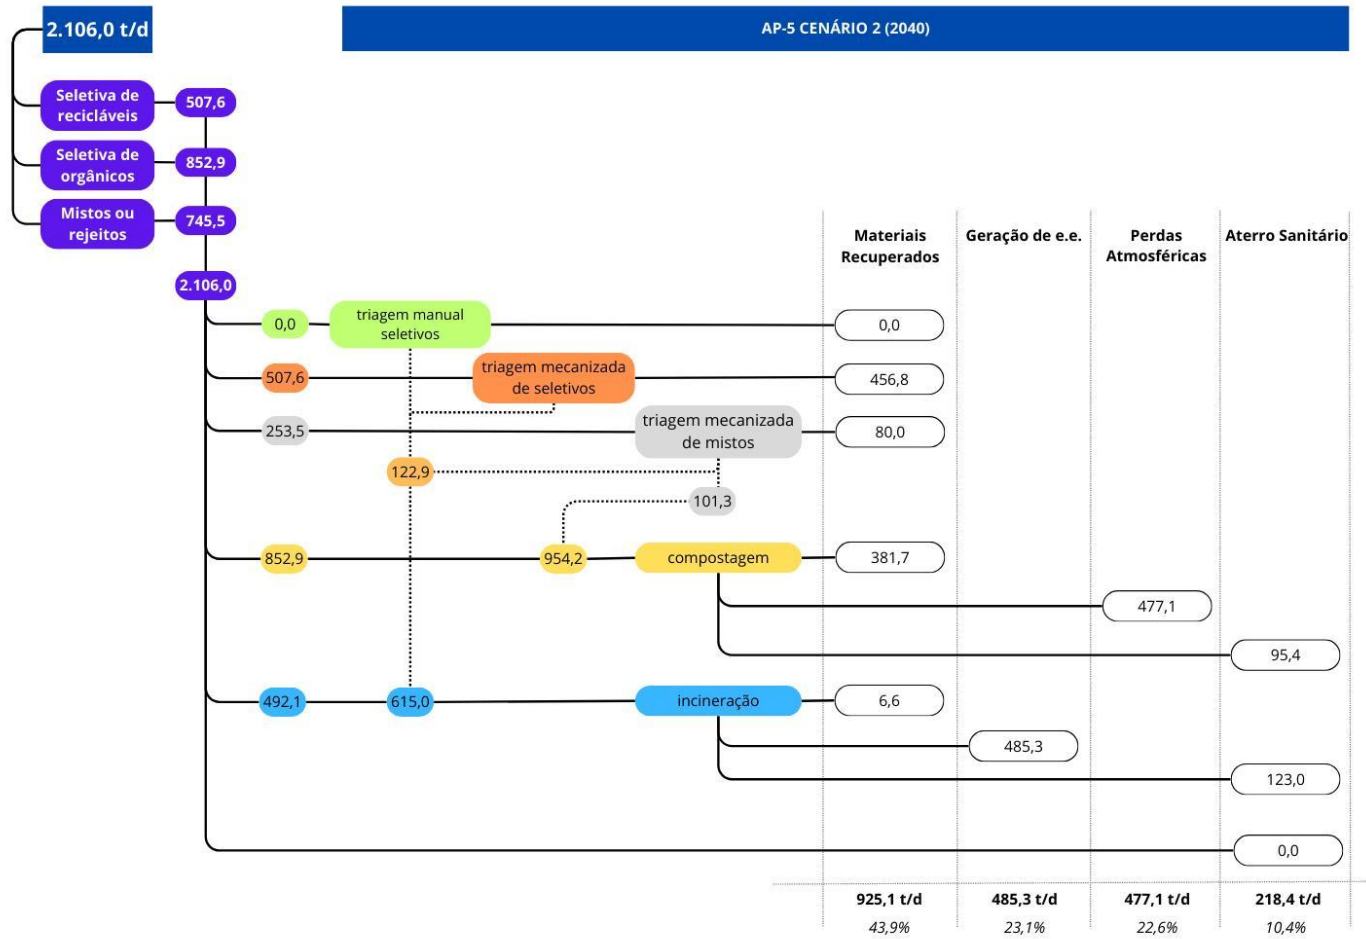 2.106,0 t/d
AP-5 CENÁRIO 2 (2040)
Seletiva de
recicláveis
507,6
Seletiva de
orgânicos
852,9
Mistos ou
rejeitos
745,5
2.106,0
Materiais
Recuperados
Geração de e.e.
Perdas
Atmosféricas
Aterro Sanitário
0,0
triagem manual
seletivos
0,0
507,6
triagem mecanizada
de seletivos
456,8
253,5
triagem mecanizada
de mistos
80,0
122,9
101,3
852,9
954,2
compostagem
381,7
477,1
95,4
492,1
615,0
incineração
6,6
485,3
123,0
0,0
925,1 t/d
485,3 t/d
477,1 t/d
218,4 t/d
43,9%
23,1%
22,6%
10,4%